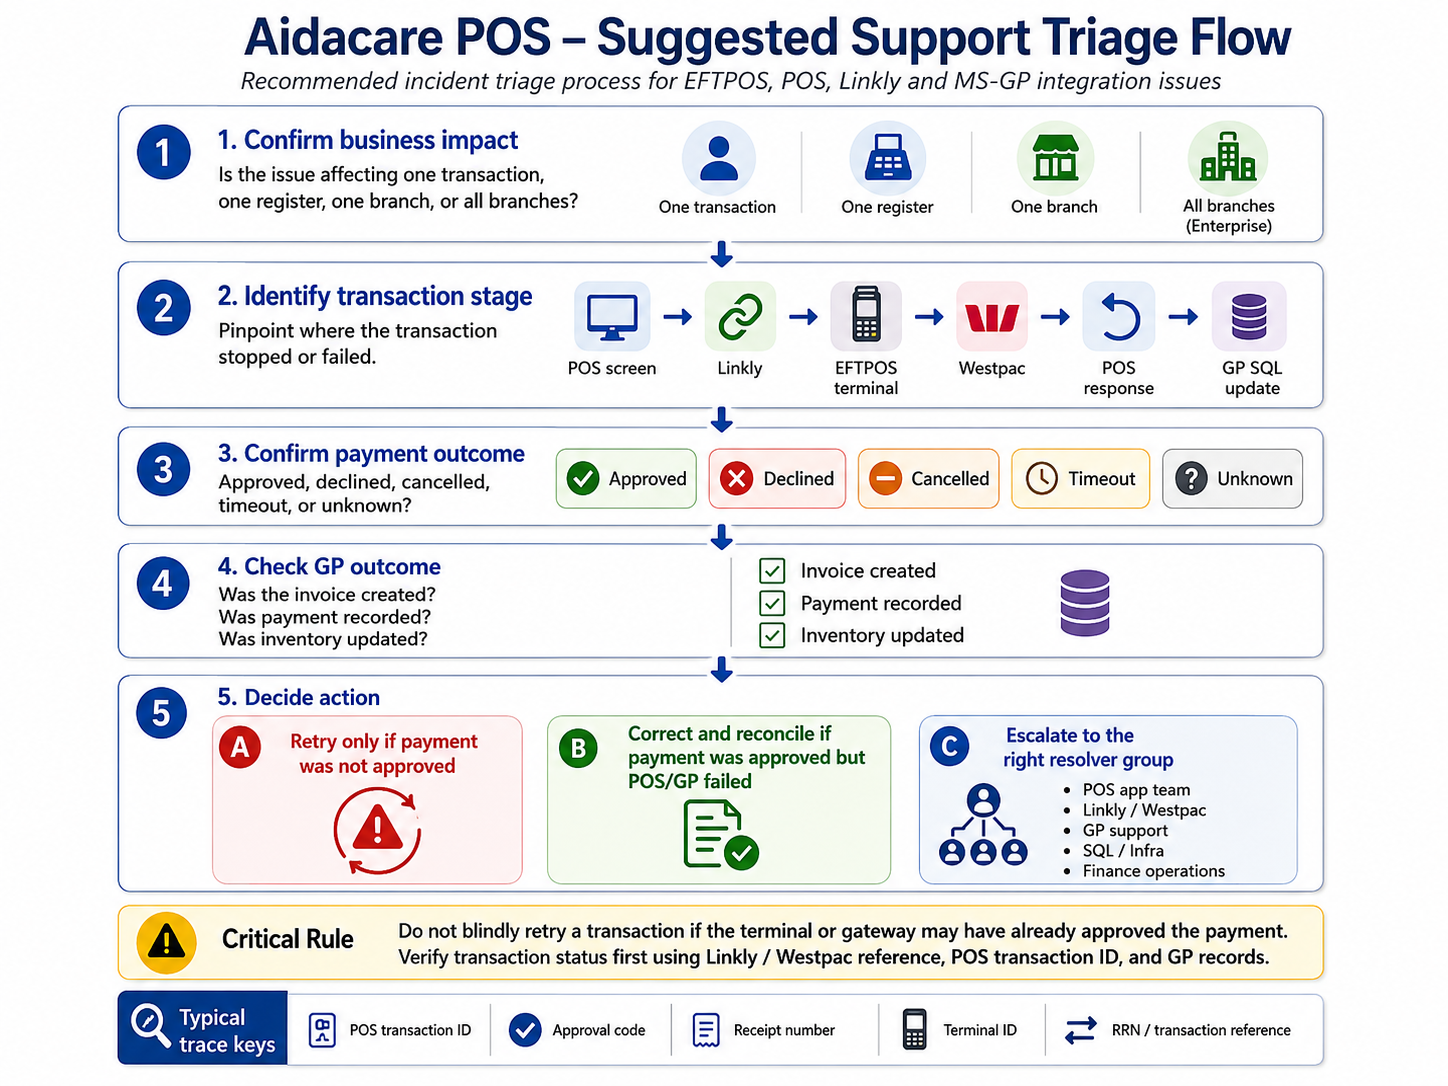 Aidacare POS – Suggested Support Triage Flow
Recommended incident triage process for EFTPOS, POS, Linkly and MS-GP integration issues
1
1. Confirm business impact
Is the issue affecting one transaction,
one register, one branch, or all branches?
One transaction
One register
One branch
All branches
(Enterprise)
2
2. Identify transaction stage
Pinpoint where the transaction
stopped or failed.
POS screen
Linkly
EFTPOS
terminal
Westpac
POS
response
GP SQL
update
3
3. Confirm payment outcome
Approved, declined, cancelled,
timeout, or unknown?
Approved
Declined
Cancelled
Timeout
? Unknown
4
4. Check GP outcome
Was the invoice created?
Was payment recorded?
Was inventory updated?
Invoice created
Payment recorded
Inventory updated
5
5. Decide action
A
Retry only if payment
was not approved
B
Correct and reconcile if
payment was approved but
POS/GP failed
C
Escalate to the
right resolver group
• POS app team
• Linkly / Westpac
• GP support
• SQL / Infra
• Finance operations
Critical Rule
Do not blindly retry a transaction if the terminal or gateway may have already approved the payment.
Verify transaction status first using Linkly / Westpac reference, POS transaction ID, and GP records.
Typical
trace keys
POS transaction ID
Approval code
Receipt number
Terminal ID
RRN / transaction reference